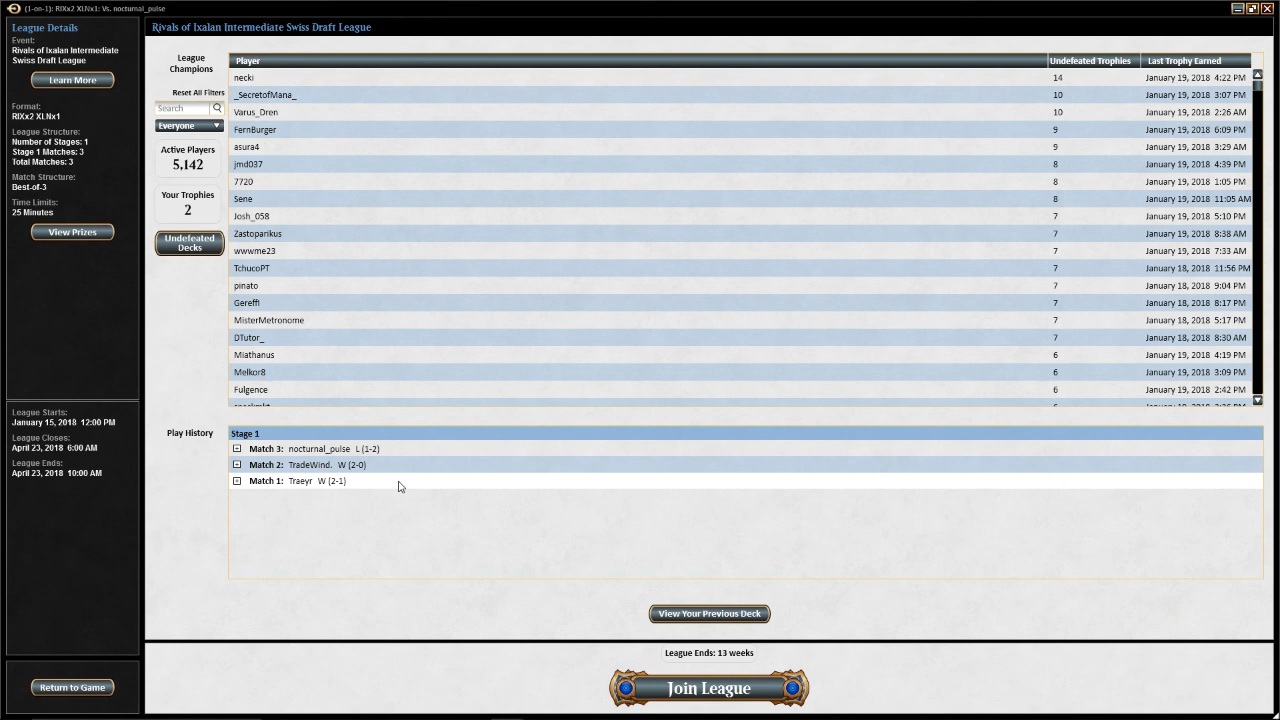 (1-on-1): RIXx2 XLNx1: Vs. nocturnal_pulse
League Details
Event:
Rivals of Ixalan Intermediate
Swiss Draft League
Learn More
Format:
RIXx2 XLNx1
League Structure:
Number of Stages: 1
Stage 1 Matches: 3
Total Matches: 3
Match Structure:
Best-of-3
Time Limits:
25 Minutes
View Prizes
League Starts:
January 15, 2018 12:00 PM
League Closes:
April 23, 2018 6:00 AM
League Ends:
April 23, 2018 10:00 AM
Return to Game
Rivals of Ixalan Intermediate Swiss Draft League
League
Champions
Reset All Filters
Search
Everyone
Active Players
5,142
Your Trophies
2
Undefeated
Decks
Player Undefeated Trophies Last Trophy Earned
necki 14 January 19, 2018 4:22 PM
_SecretofMana_ 10 January 19, 2018 3:07 PM
Varus_Dren 10 January 19, 2018 2:26 AM
FernBurger 9 January 19, 2018 6:09 PM
asura4 9 January 19, 2018 3:29 AM
jmd037 8 January 19, 2018 4:39 PM
7720 8 January 19, 2018 1:05 PM
Sene 8 January 19, 2018 11:05 AM
Josh_058 7 January 19, 2018 5:10 PM
Zastoparikus 7 January 19, 2018 8:38 AM
wwwme23 7 January 19, 2018 7:33 AM
TchucoPT 7 January 18, 2018 11:56 PM
pinato 7 January 18, 2018 9:04 PM
Gereffi 7 January 18, 2018 8:17 PM
MisterMetronome 7 January 18, 2018 5:17 PM
DTutor_ 7 January 18, 2018 8:30 AM
Miathanus 6 January 19, 2018 4:19 PM
Melkor8 6 January 19, 2018 3:09 PM
Fulgence 6 January 19, 2018 2:42 PM
Play History
Stage 1
Match 3: nocturnal_pulse L (1-2)
Match 2: TradeWind. W (2-0)
Match 1: Traeyr W (2-1)
View Your Previous Deck
League Ends: 13 weeks
Join League